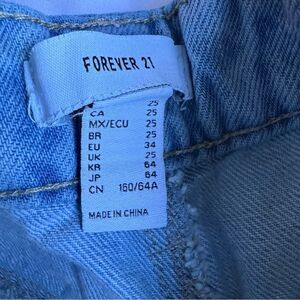 FOREVER 21
25
CA 25
MX/ECU 25
BR 25
EU 34
UK 25
KR 64
JP 64
CN 160/64A
MADE IN CHINA